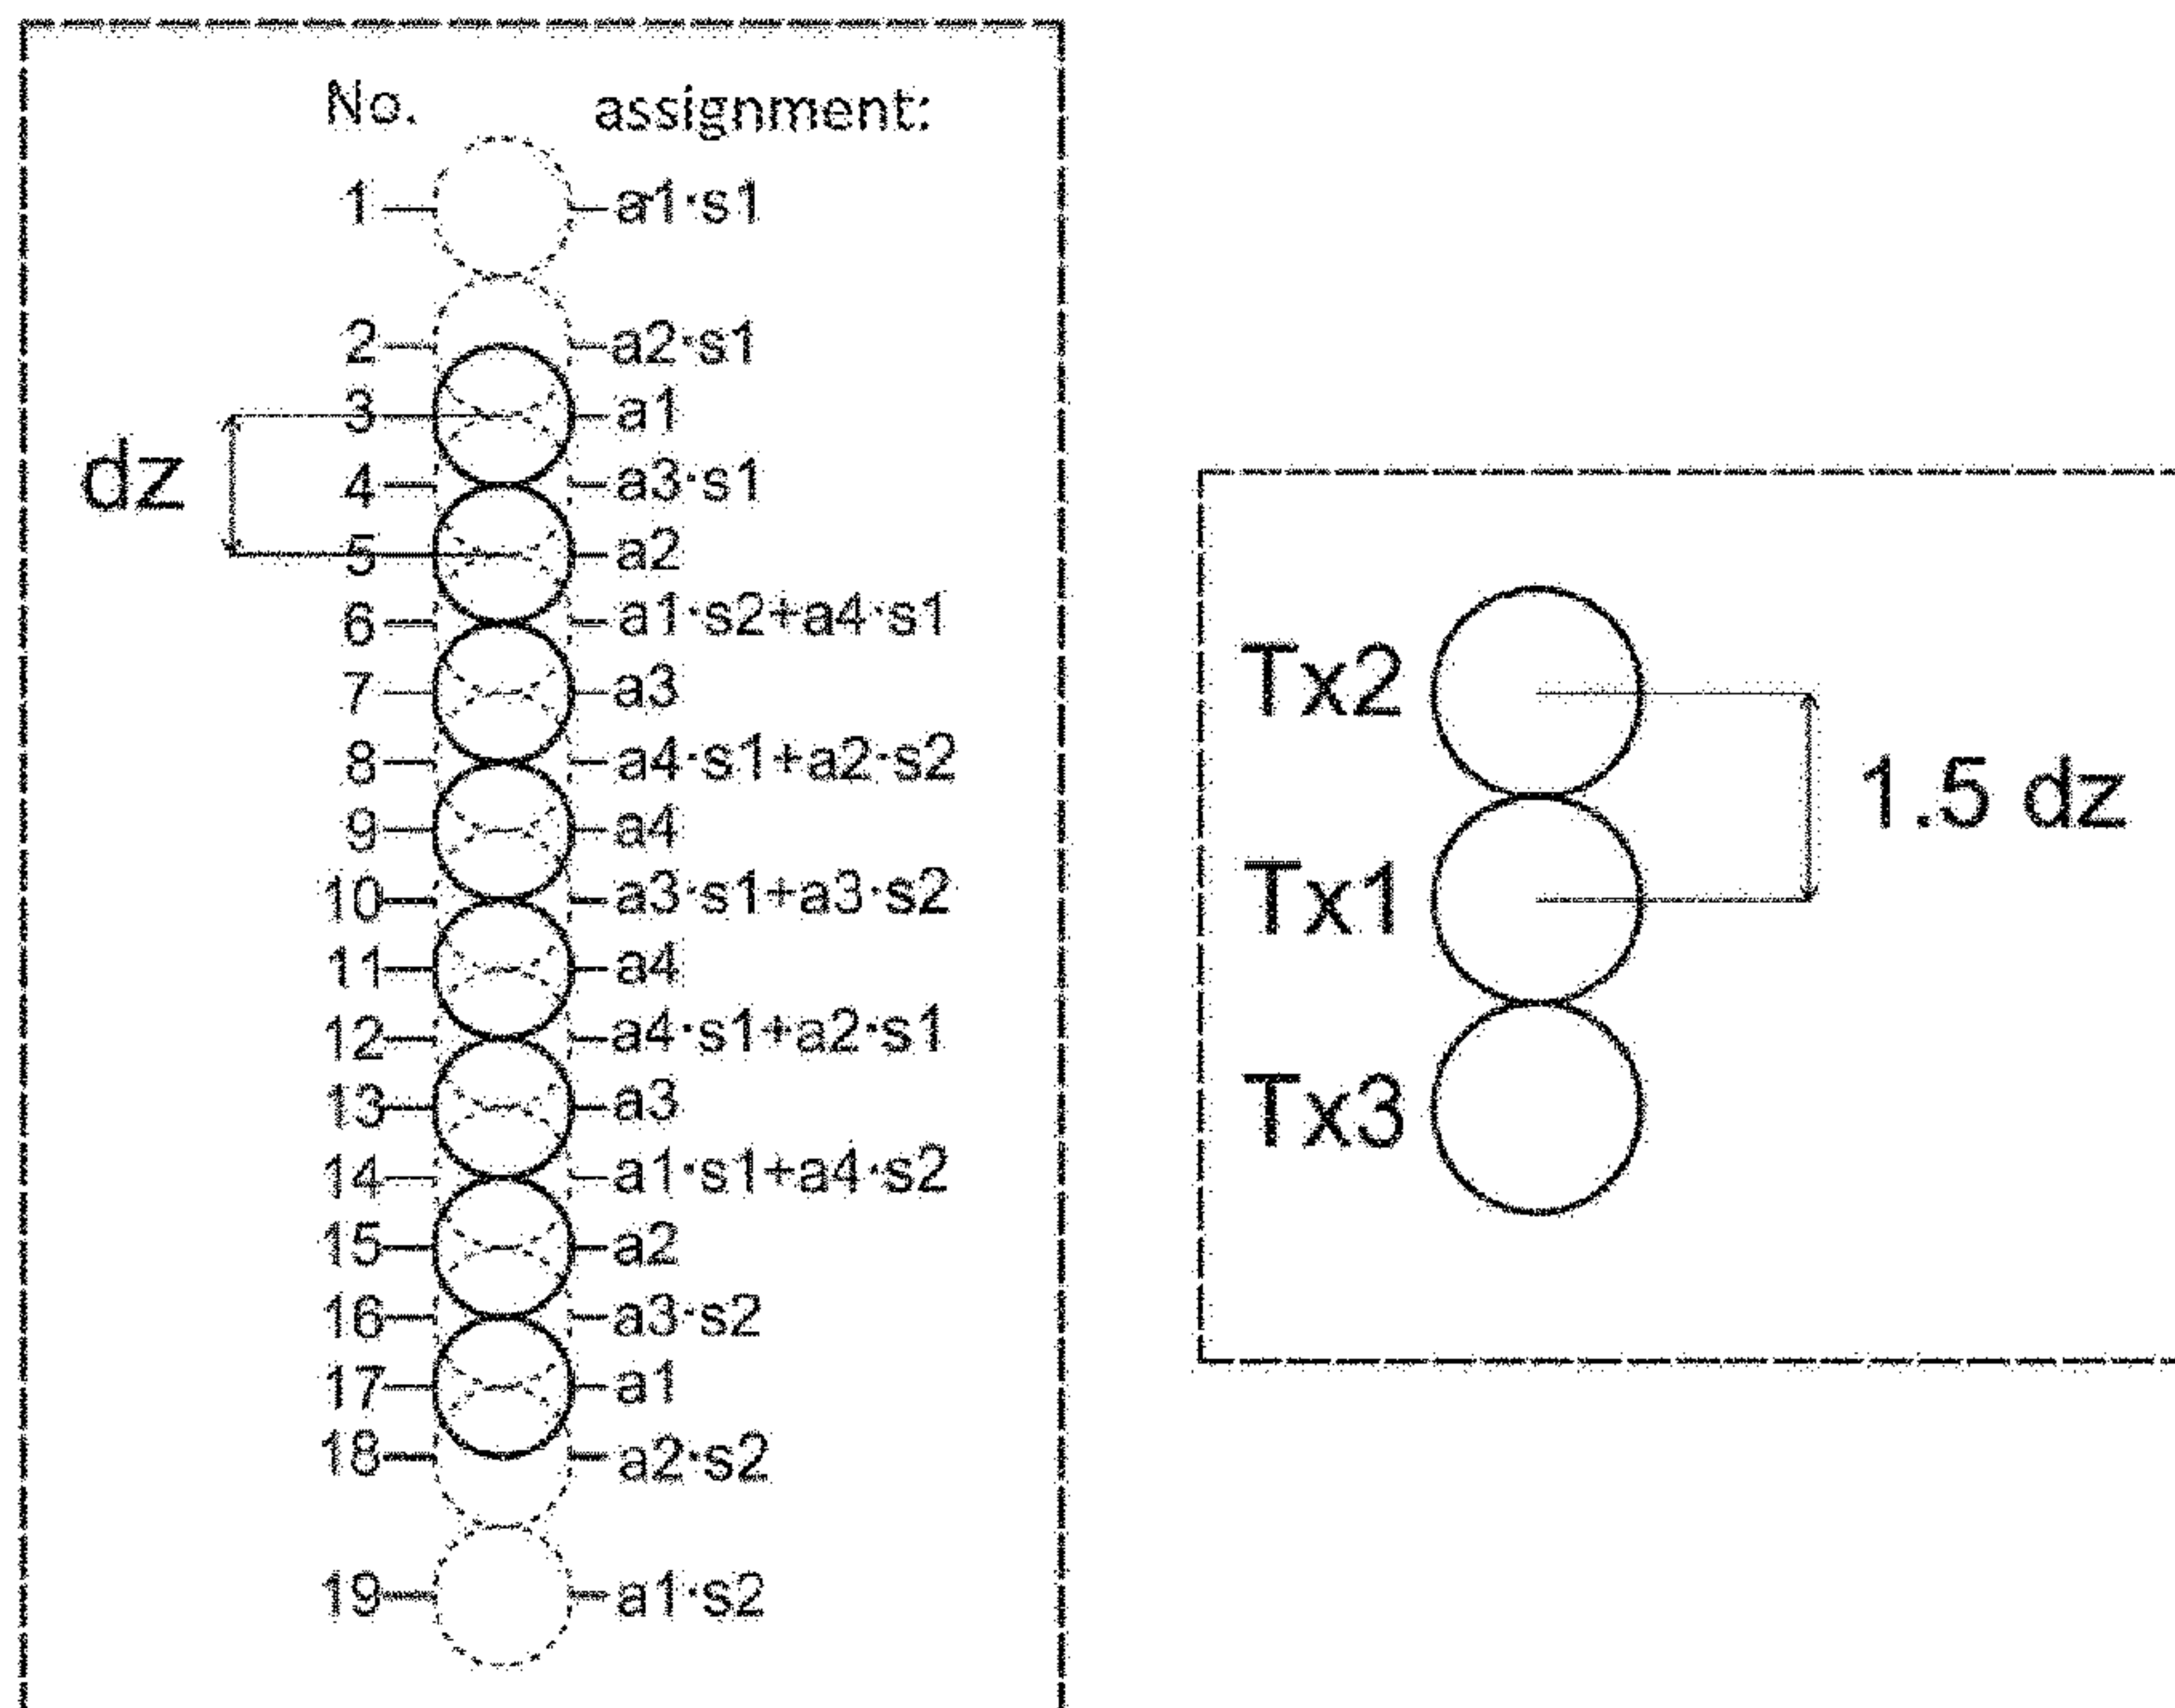 No. assignment:
1 a1·s1
2 a2·s1
3 a1
dz
4 a3·s1
5 a2
6 a1·s2+a4·s1
7 a3
8 a4·s1+a2·s2
9 a4
10 a3·s1+a3·s2
11 a4
12 a4·s1+a2·s1
13 a3
14 a1·s1+a4·s2
15 a2
16 a3·s2
17 a1
18 a2·s2
19 a1·s2
Tx2
1.5 dz
Tx1
Tx3